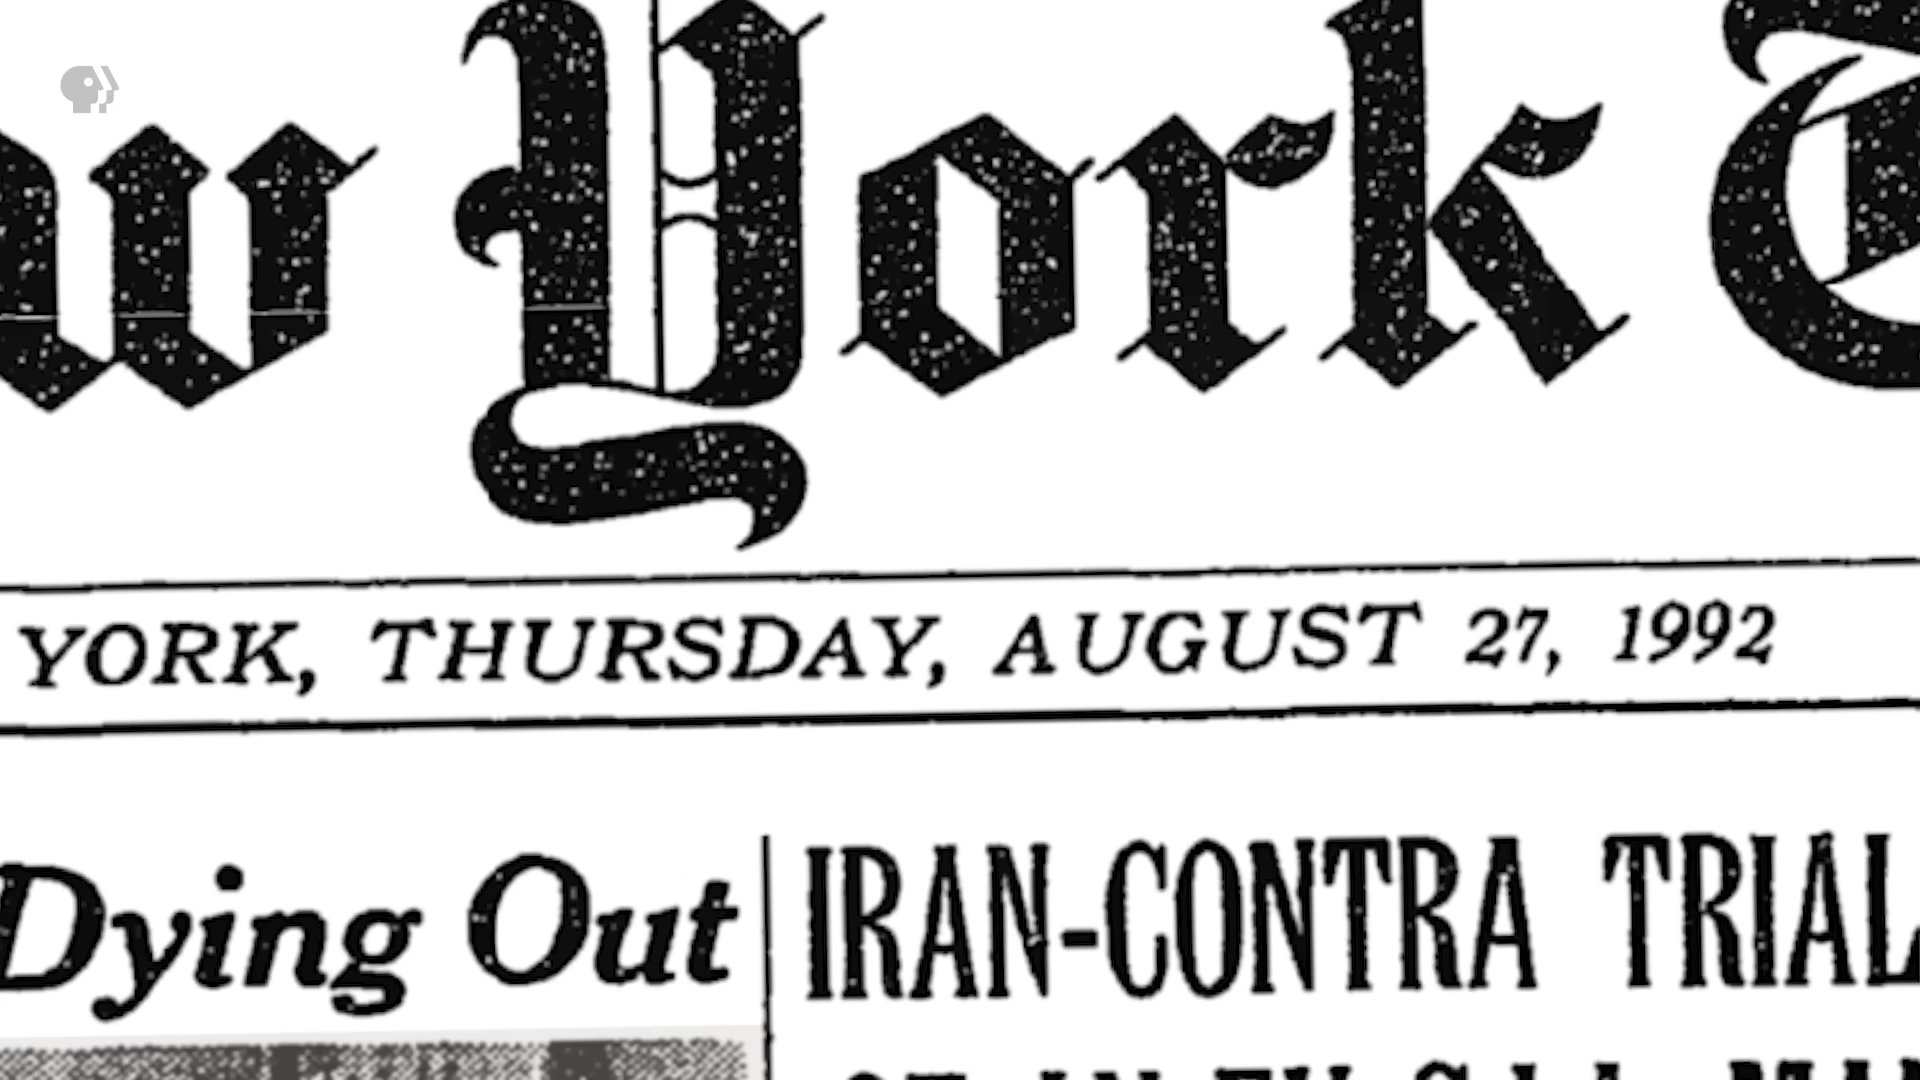 w York T
YORK, THURSDAY, AUGUST 27, 1992
Dying Out
IRAN-CONTRA TRIAL